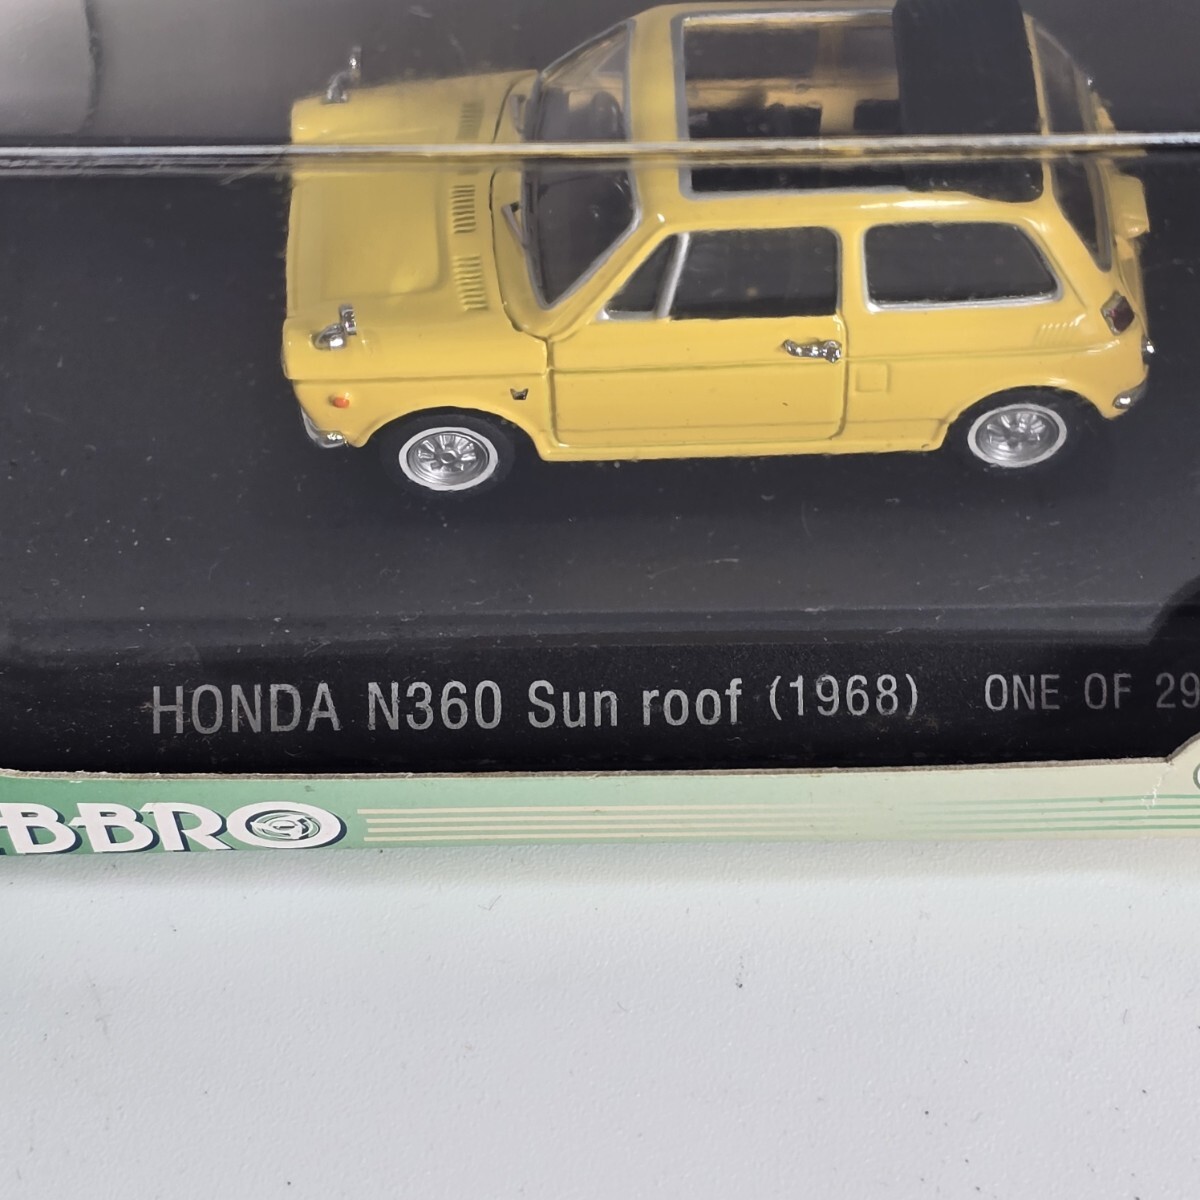 HONDA N360 Sun roof (1968) ONE OF 29
BBRO